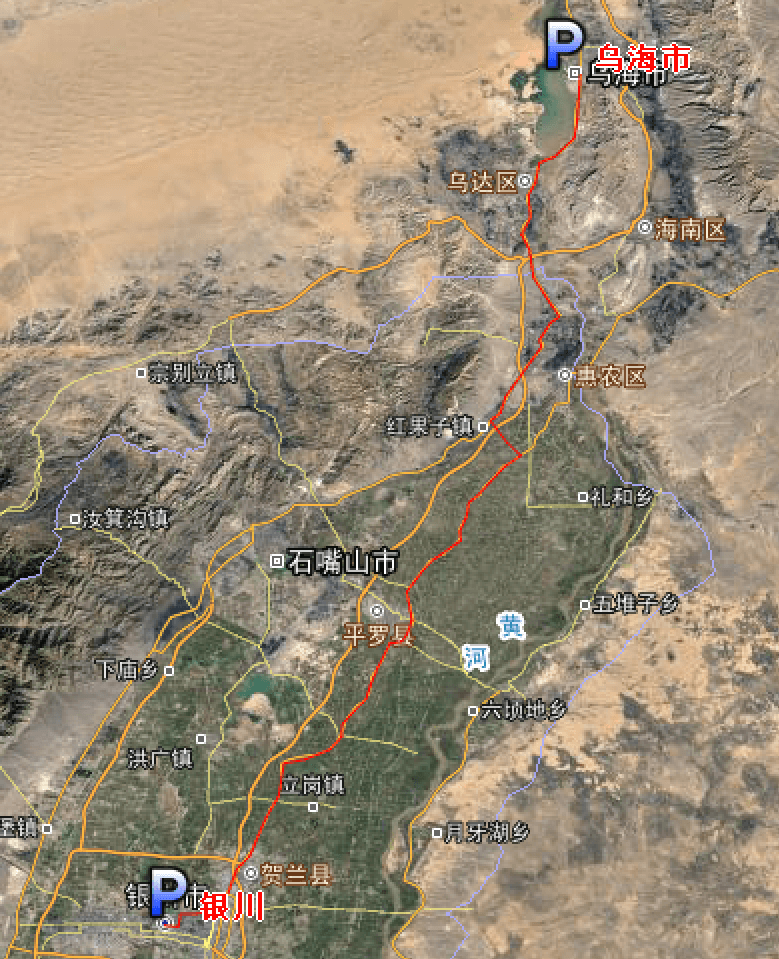 P
乌海市
乌海市
乌达区
海南区
宗别立镇
惠农区
红果子镇
礼和乡
汝箕沟镇
石嘴山市
五堆子乡
平罗县
黄
河
下庙乡
六顷地乡
洪广镇
立岗镇
堡镇
月牙湖乡
贺兰县
P
银川